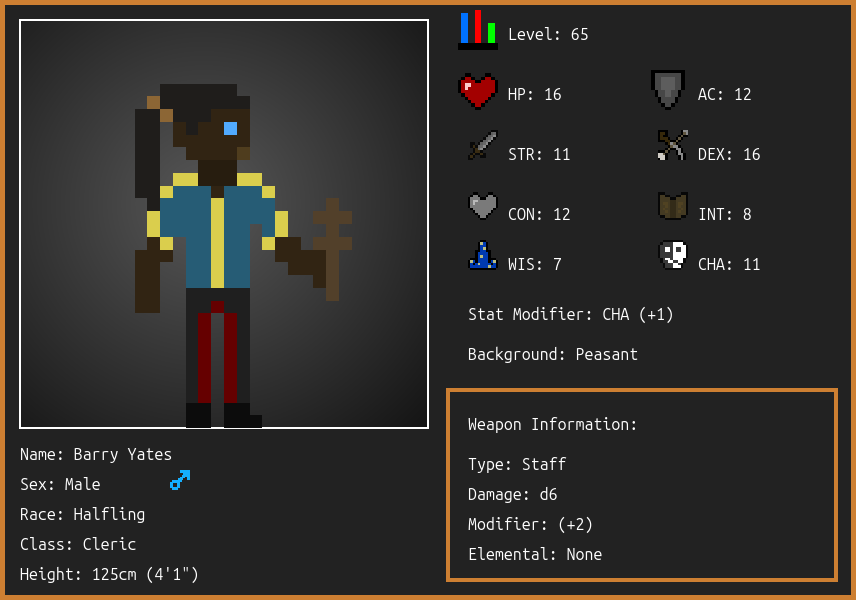 Level: 65
HP: 16
AC: 12
STR: 11
DEX: 16
CON: 12
INT: 8
WIS: 7
CHA: 11
Stat Modifier: CHA (+1)
Background: Peasant
Weapon Information:
Type: Staff
Damage: d6
Modifier: (+2)
Elemental: None
Name: Barry Yates
Sex: Male
Race: Halfling
Class: Cleric
Height: 125cm (4'1")